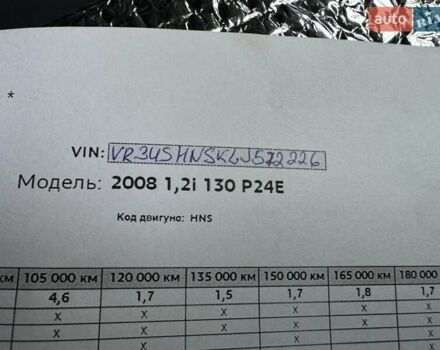 auto RIA
*
VIN: VR3USHNSKLJ572226
Модель: 2008 1,2i 130 P24E
Код двигуна: HNS
км 105 000 км 120 000 км 135 000 км 150 000 км 165 000 км 180 000
4,6 1,7 1,5 1,7 1,8 1,7
x x x x x x
x x x x x
x x
x